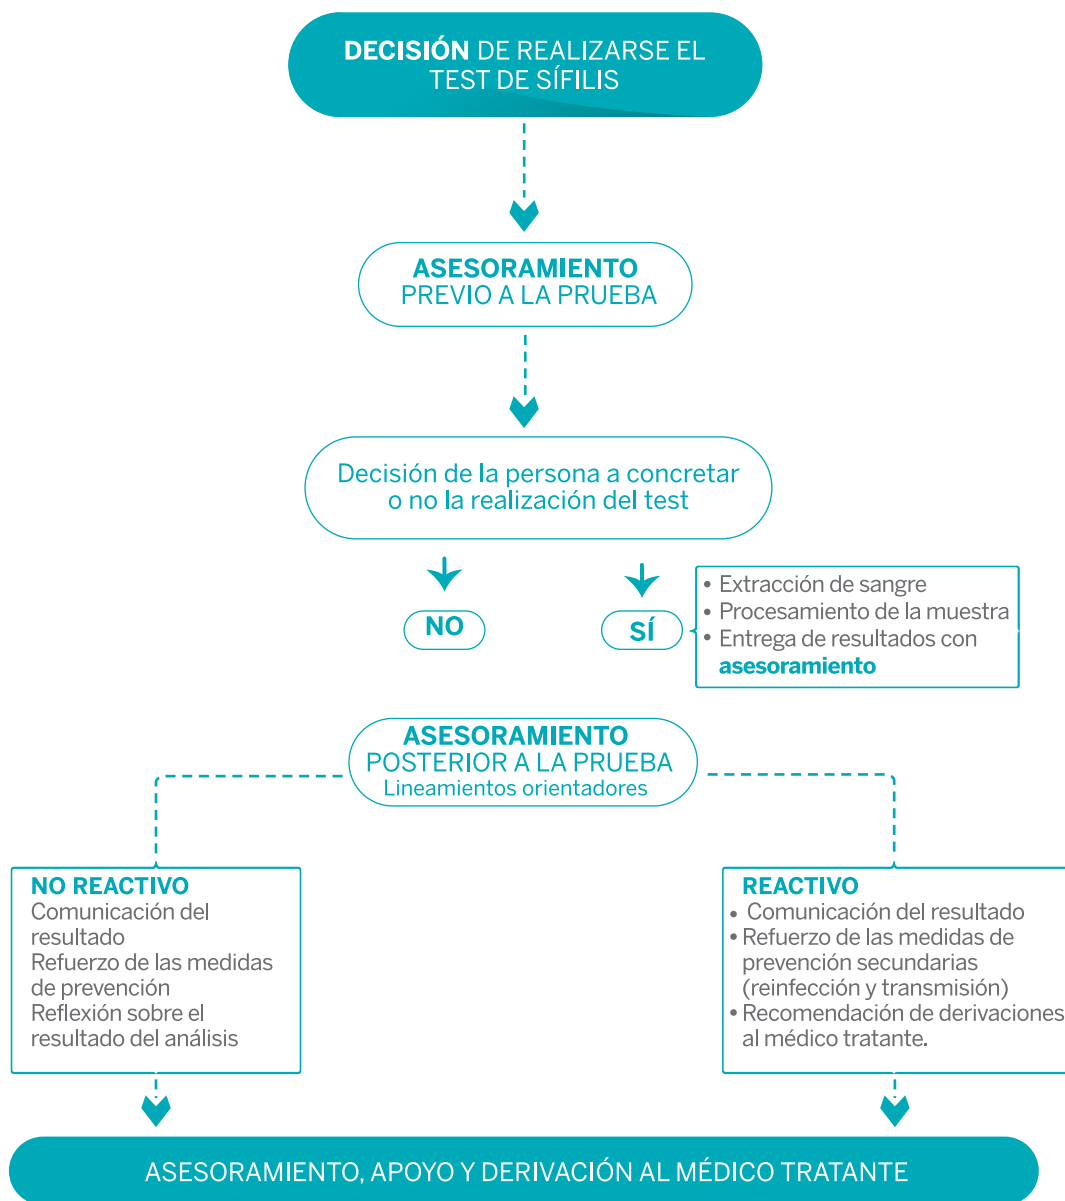 DECISIÓN DE REALIZARSE EL
TEST DE SÍFILIS
ASESORAMIENTO
PREVIO A LA PRUEBA
Decisión de la persona a concretar
o no la realización del test
NO
SÍ
• Extracción de sangre
• Procesamiento de la muestra
• Entrega de resultados con
asesoramiento
ASESORAMIENTO
POSTERIOR A LA PRUEBA
Lineamientos orientadores
NO REACTIVO
Comunicación del
resultado
Refuerzo de las medidas
de prevención
Reflexión sobre el
resultado del análisis
REACTIVO
• Comunicación del resultado
• Refuerzo de las medidas de
prevención secundarias
(reinfección y transmisión)
• Recomendación de derivaciones
al médico tratante.
ASESORAMIENTO, APOYO Y DERIVACIÓN AL MÉDICO TRATANTE